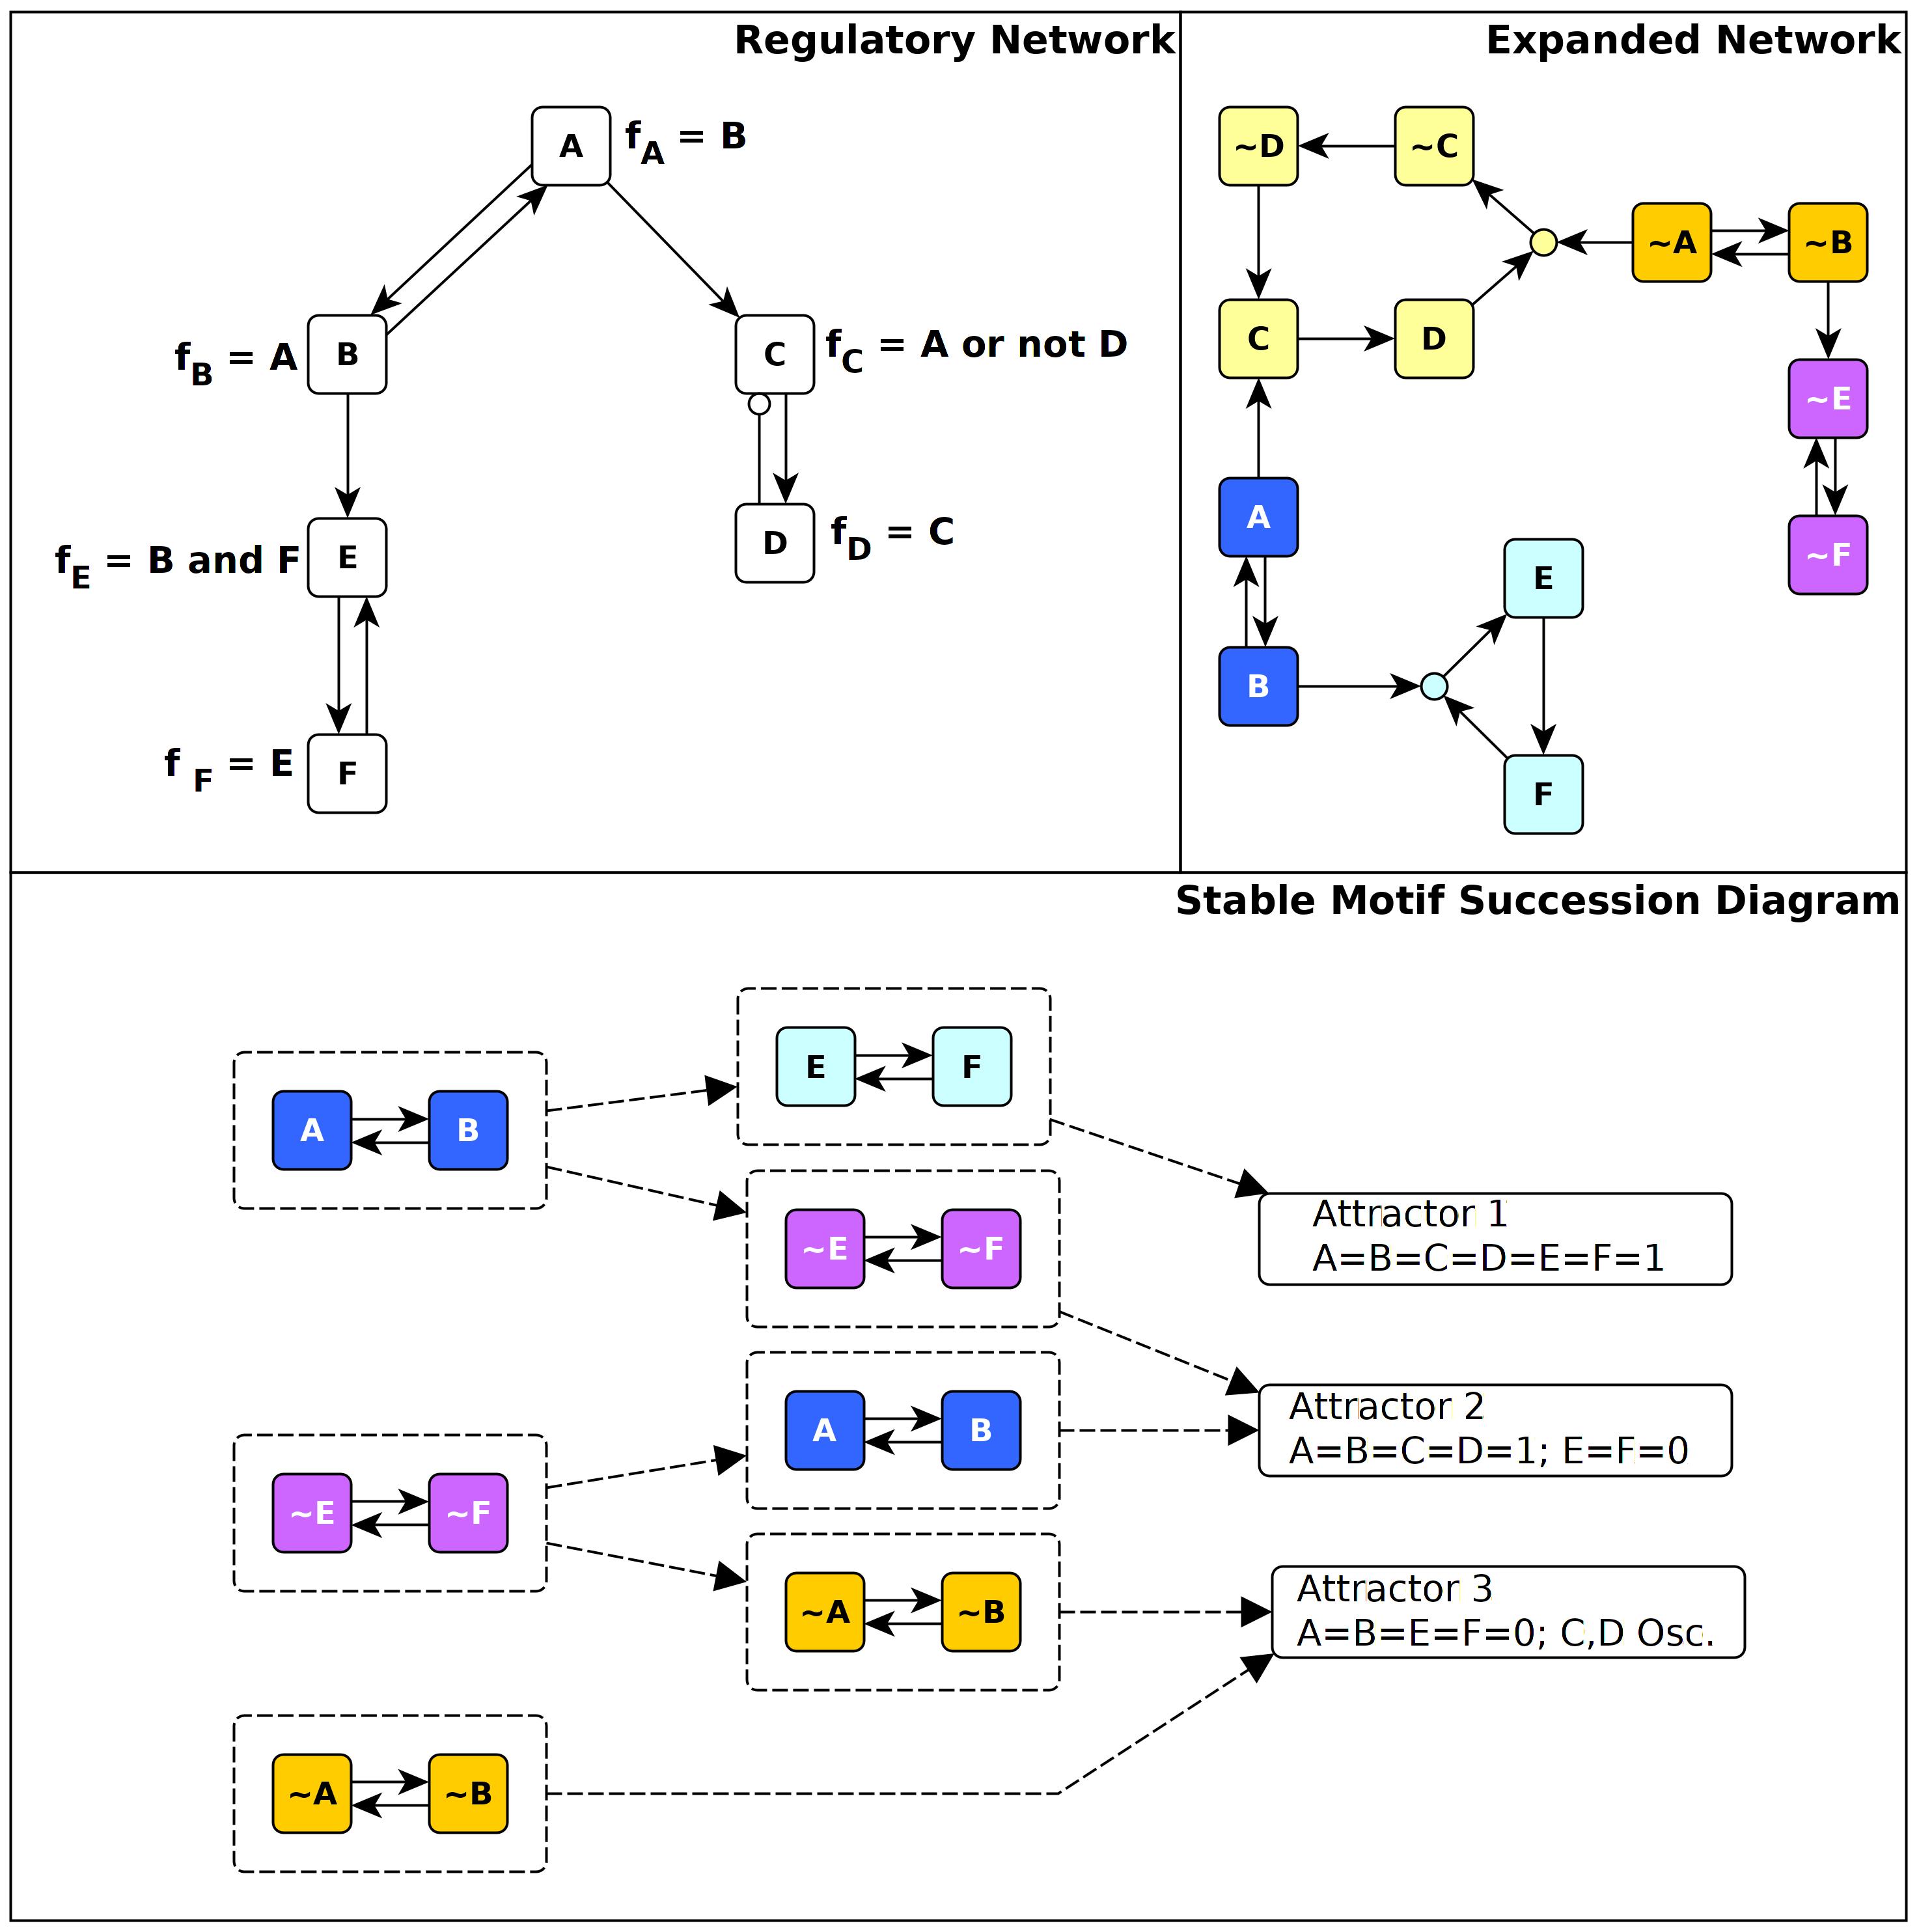 Regulatory Network
A
f_A = B
B
f_B = A
C
f_C = A or not D
E
f_E = B and F
D
f_D = C
F
f_F = E
Expanded Network
~D
~C
~A
~B
C
D
~E
A
E
~F
B
F
Stable Motif Succession Diagram
E
F
A
B
~E
~F
Attractor 1
A=B=C=D=E=F=1
A
B
Attractor 2
A=B=C=D=1; E=F=0
~E
~F
~A
~B
Attractor 3
A=B=E=F=0; C,D Osc.
~A
~B